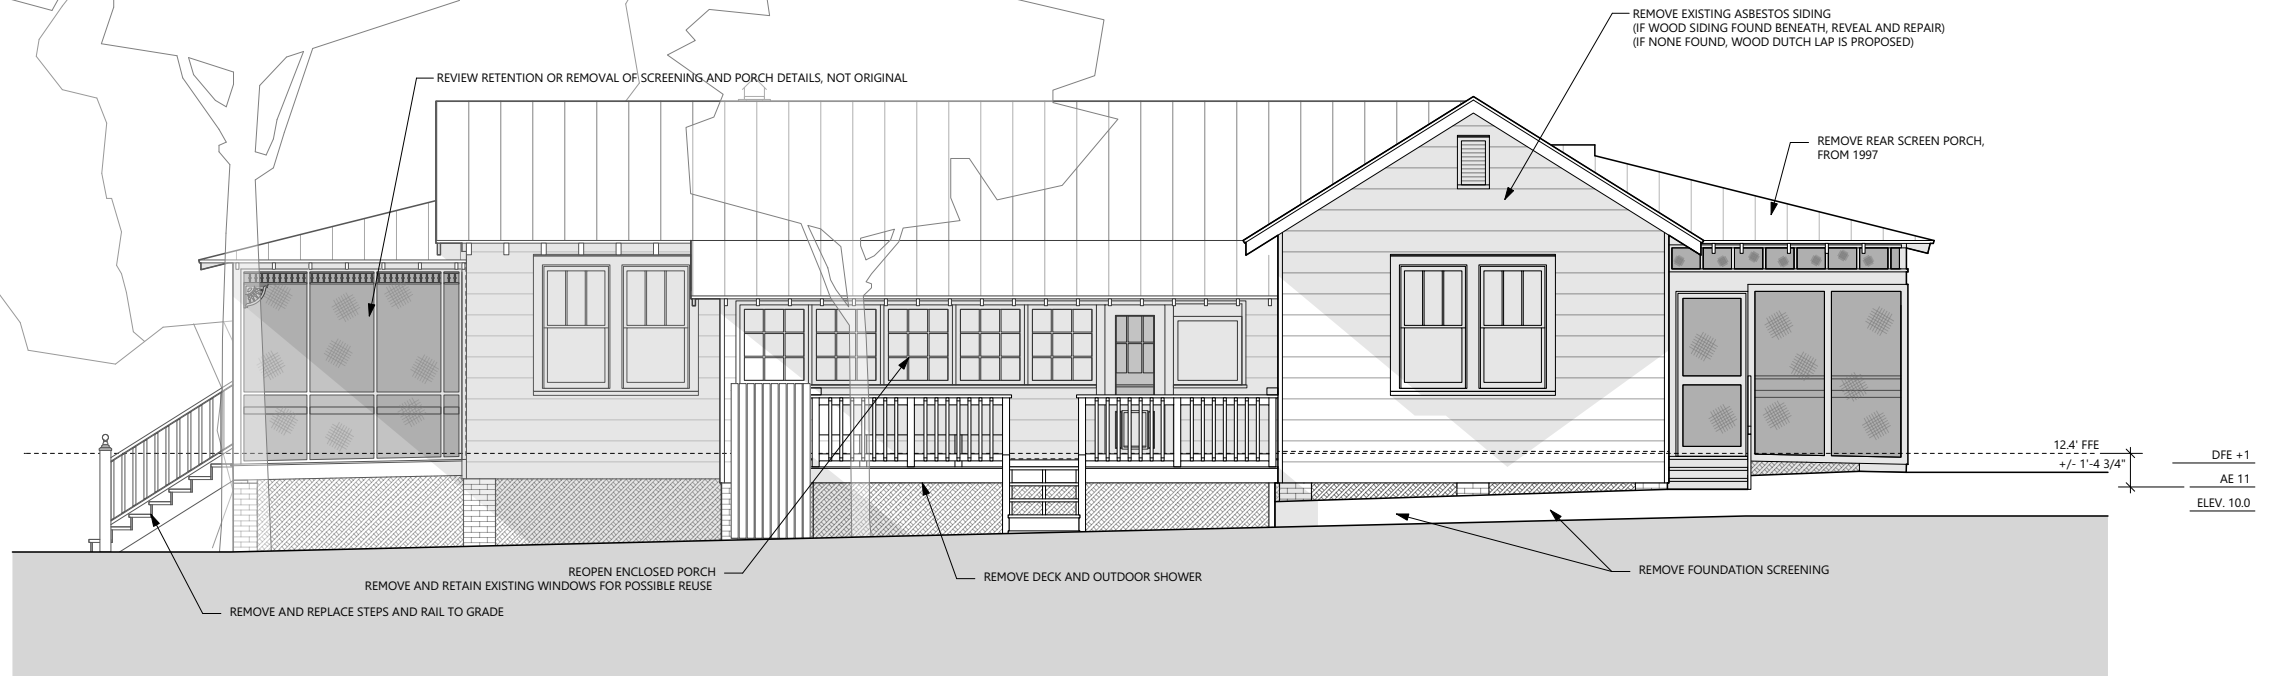 REMOVE EXISTING ASBESTOS SIDING
(IF WOOD SIDING FOUND BENEATH, REVEAL AND REPAIR)
(IF NONE FOUND, WOOD DUTCH LAP IS PROPOSED)
REVIEW RETENTION OR REMOVAL OF SCREENING AND PORCH DETAILS, NOT ORIGINAL
REMOVE REAR SCREEN PORCH,
FROM 1997
12.4' FFE
+/- 1'-4 3/4"
DFE +1
AE 11
ELEV. 10.0
REOPEN ENCLOSED PORCH
REMOVE AND RETAIN EXISTING WINDOWS FOR POSSIBLE REUSE
REMOVE DECK AND OUTDOOR SHOWER
REMOVE FOUNDATION SCREENING
REMOVE AND REPLACE STEPS AND RAIL TO GRADE